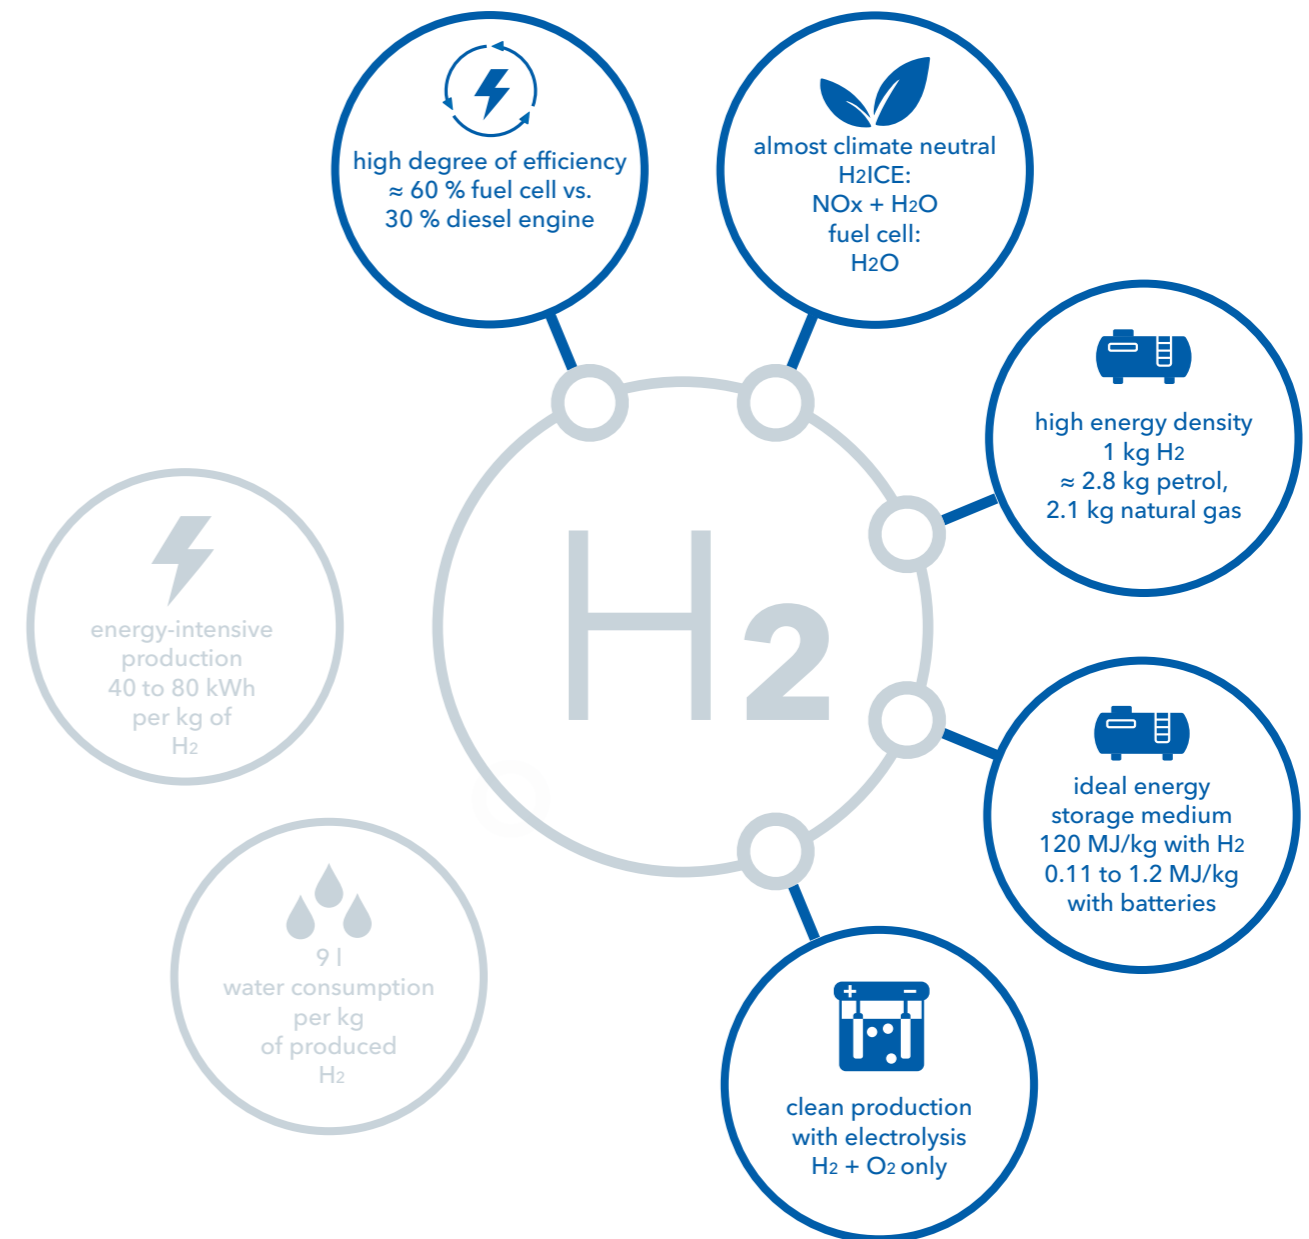 high degree of efficiency
≈ 60 % fuel cell vs.
30 % diesel engine
almost climate neutral
H2ICE:
NOx + H2O
fuel cell:
H2O
high energy density
1 kg H2
≈ 2.8 kg petrol,
2.1 kg natural gas
H2
energy-intensive
production
40 to 80 kWh
per kg of
H2
ideal energy
storage medium
120 MJ/kg with H2
0.11 to 1.2 MJ/kg
with batteries
9 l
water consumption
per kg
of produced
H2
+ −
clean production
with electrolysis
H2 + O2 only